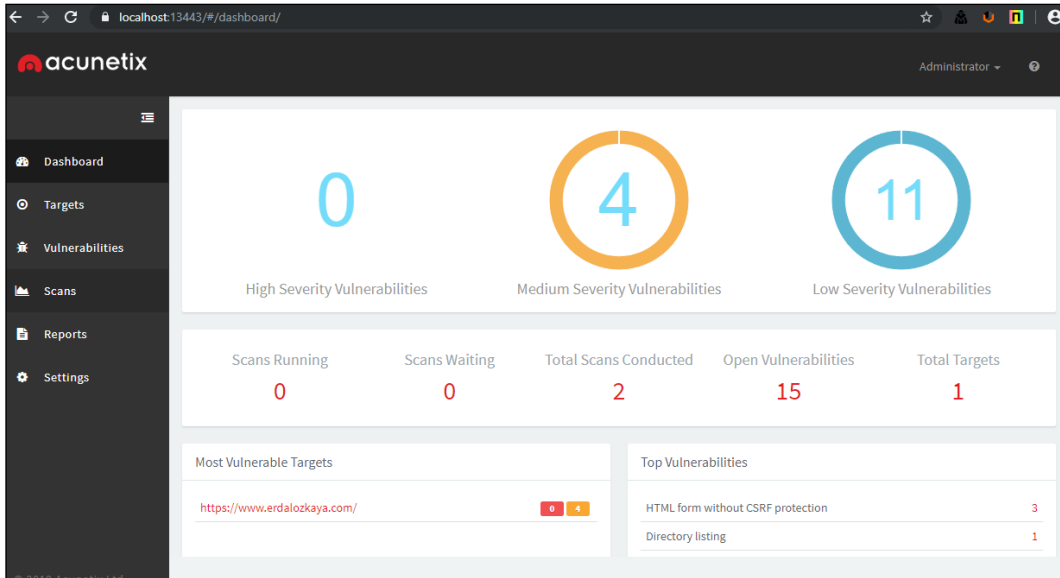 localhost:13443/#/dashboard/
acunetix
Administrator
Dashboard
Targets
Vulnerabilities
Scans
Reports
Settings
0
4
11
High Severity Vulnerabilities
Medium Severity Vulnerabilities
Low Severity Vulnerabilities
Scans Running
Scans Waiting
Total Scans Conducted
Open Vulnerabilities
Total Targets
0
0
2
15
1
Most Vulnerable Targets
https://www.erdalozkaya.com/
0 4
Top Vulnerabilities
HTML form without CSRF protection 3
Directory listing 1